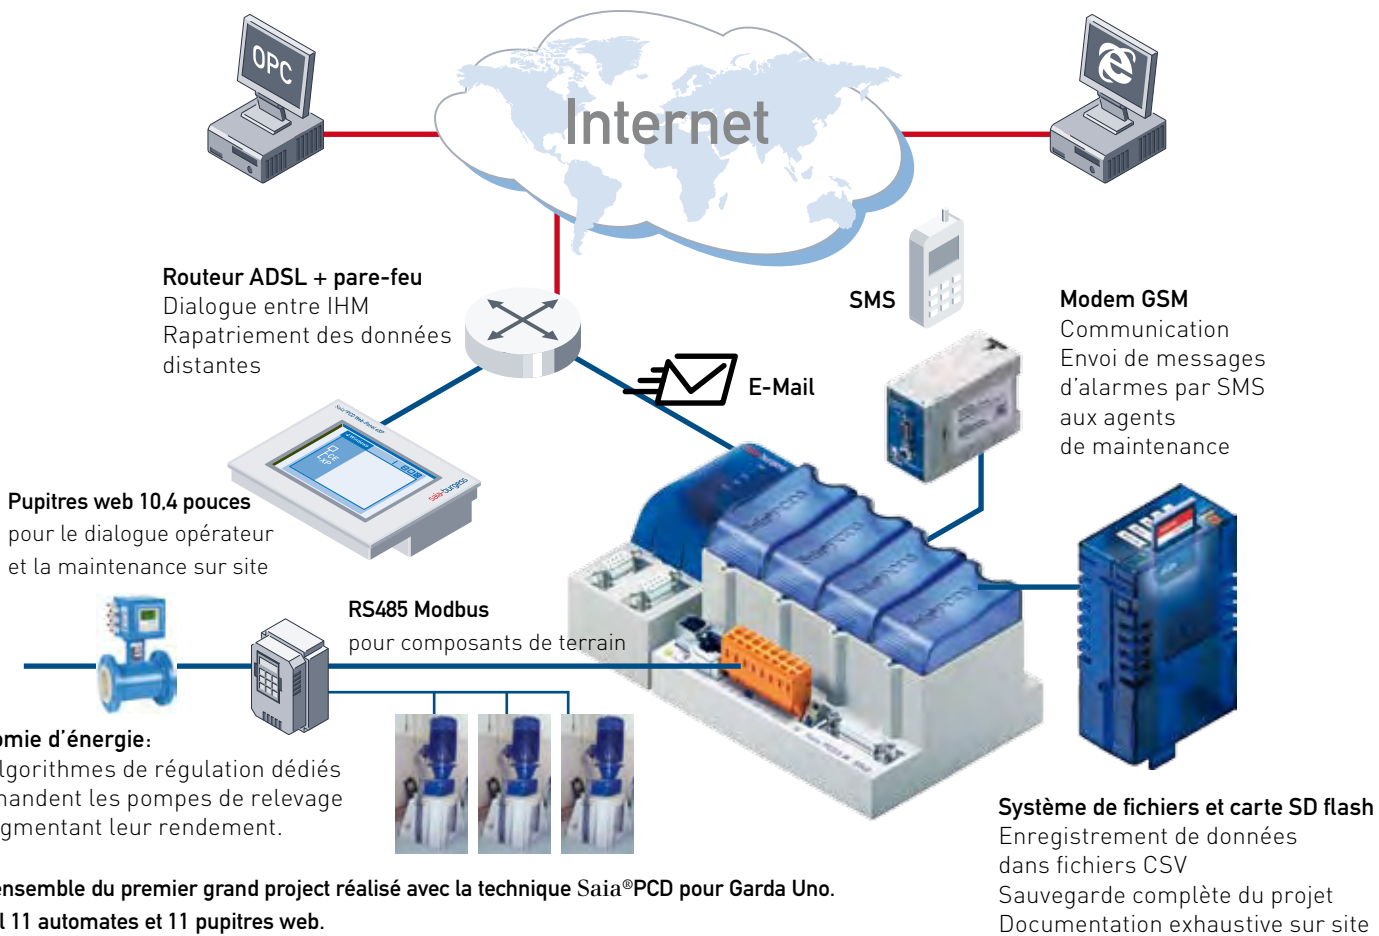 OPC
Internet
Routeur ADSL + pare-feu
Dialogue entre IHM
Rapatriement des données
distantes
SMS
Modem GSM
Communication
Envoi de messages
d'alarmes par SMS
aux agents
de maintenance
E-Mail
saia-burgess
Pupitres web 10,4 pouces
pour le dialogue opérateur
et la maintenance sur site
RS485 Modbus
pour composants de terrain
omie d'énergie:
lgorithmes de régulation dédiés
mandent les pompes de relevage
gmentant leur rendement.
Système de fichiers et carte SD flash
Enregistrement de données
dans fichiers CSV
Sauvegarde complète du projet
Documentation exhaustive sur site
ensemble du premier grand project réalisé avec la technique Saia®PCD pour Garda Uno.
l 11 automates et 11 pupitres web.